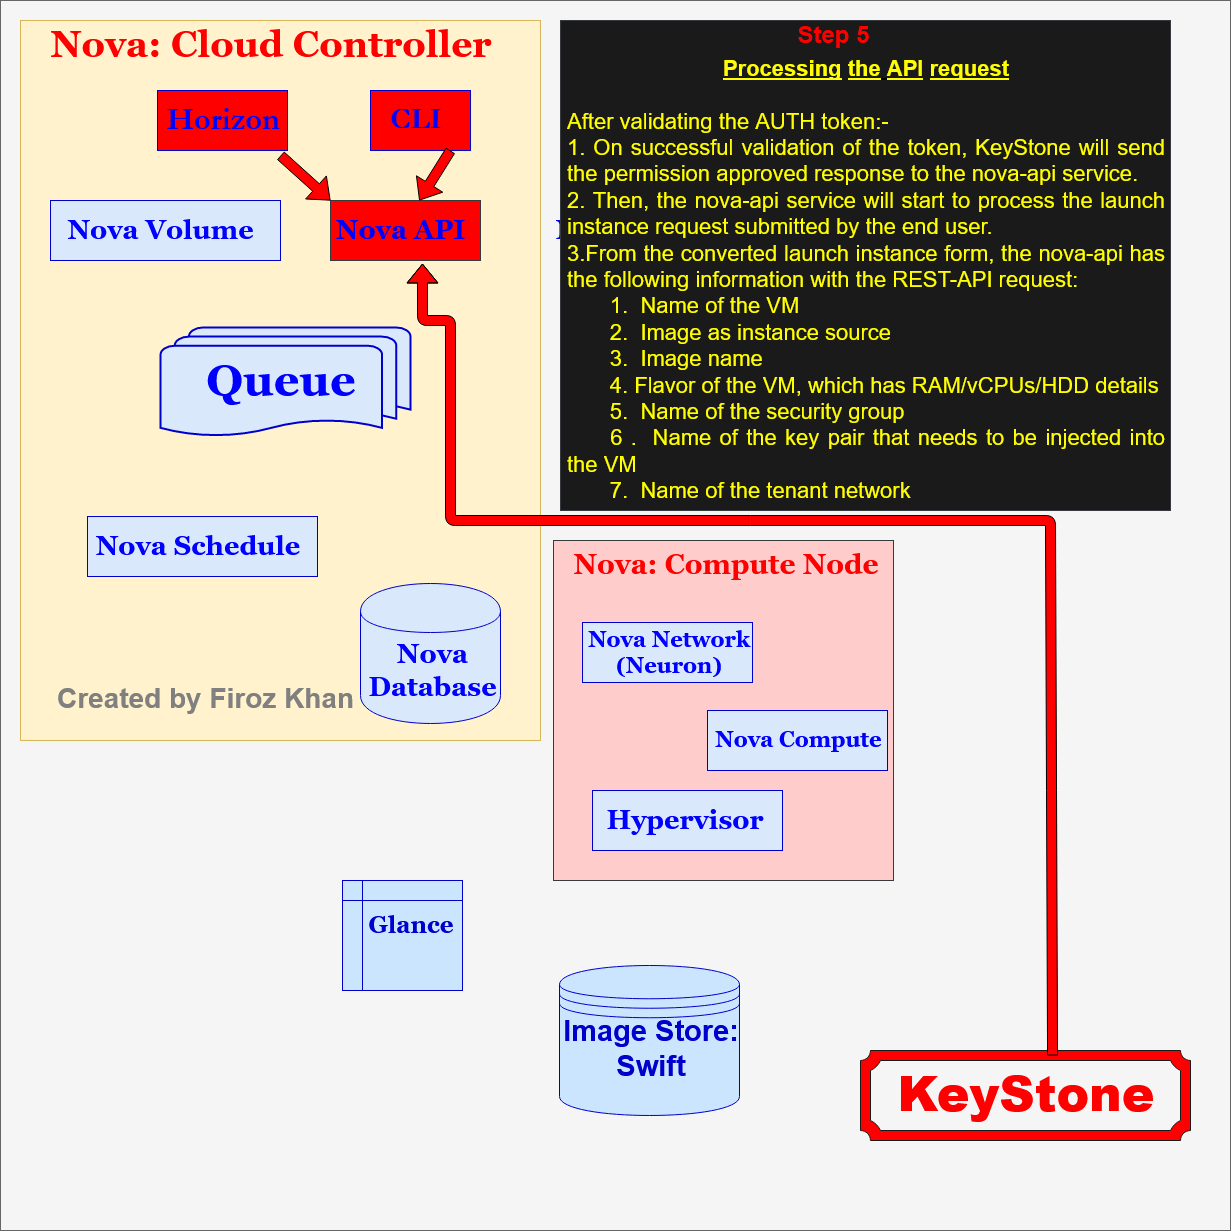 Nova: Cloud Controller
Horizon
CLI
Nova Volume
Nova API
Queue
Nova Schedule
Nova
Database
Created by Firoz Khan
Step 5
Processing the API request
After validating the AUTH token:-
1. On successful validation of the token, KeyStone will send
the permission approved response to the nova-api service.
2. Then, the nova-api service will start to process the launch
instance request submitted by the end user.
3.From the converted launch instance form, the nova-api has
the following information with the REST-API request:
1. Name of the VM
2. Image as instance source
3. Image name
4. Flavor of the VM, which has RAM/vCPUs/HDD details
5. Name of the security group
6 . Name of the key pair that needs to be injected into
the VM
7. Name of the tenant network
Nova: Compute Node
Nova Network
(Neuron)
Nova Compute
Hypervisor
Glance
Image Store:
Swift
KeyStone